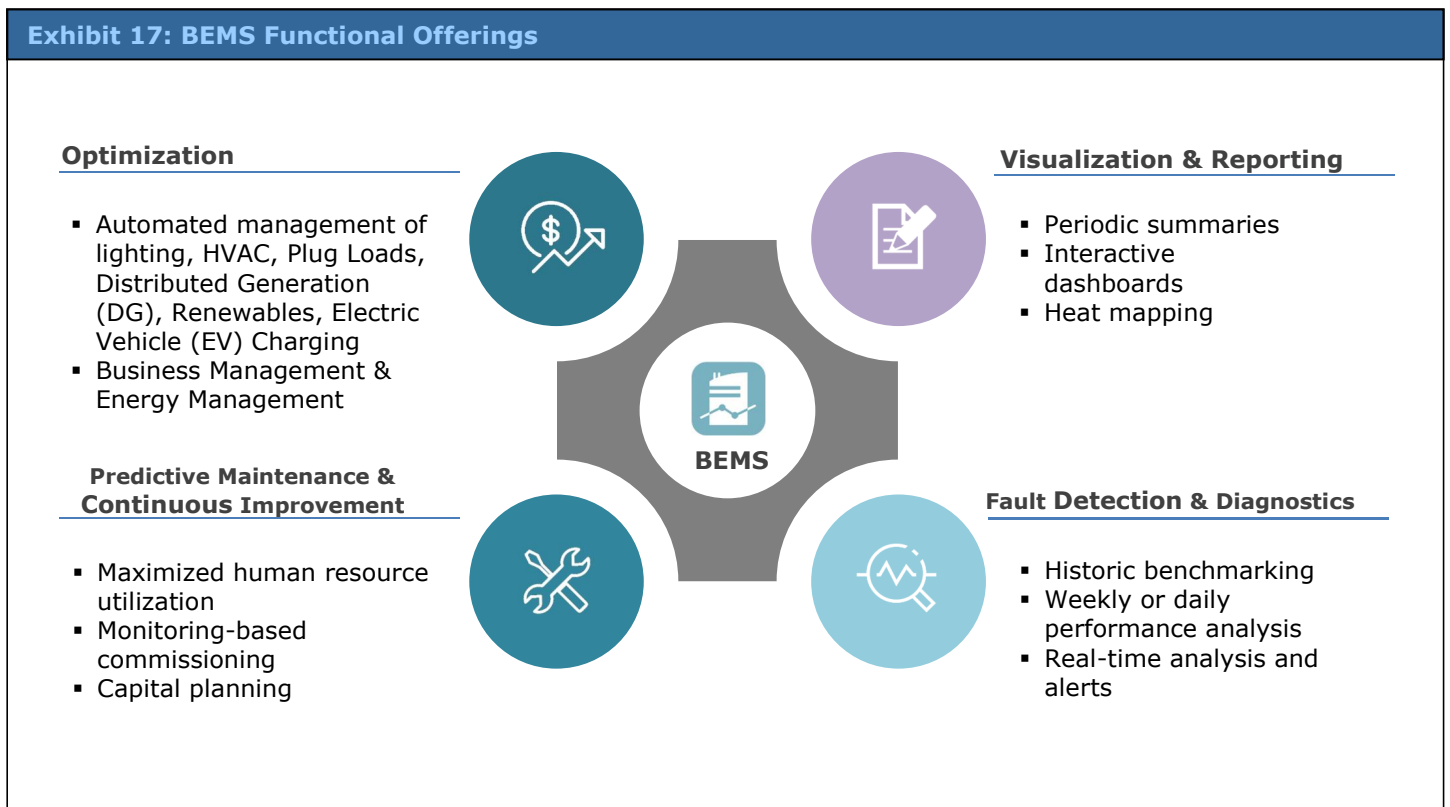 Exhibit 17: BEMS Functional Offerings
Optimization
▪ Automated management of
lighting, HVAC, Plug Loads,
Distributed Generation
(DG), Renewables, Electric
Vehicle (EV) Charging
▪ Business Management &
Energy Management
$
Visualization & Reporting
▪ Periodic summaries
▪ Interactive
dashboards
▪ Heat mapping
BEMS
Predictive Maintenance &
Continuous Improvement
▪ Maximized human resource
utilization
▪ Monitoring-based
commissioning
▪ Capital planning
Fault Detection & Diagnostics
▪ Historic benchmarking
▪ Weekly or daily
performance analysis
▪ Real-time analysis and
alerts